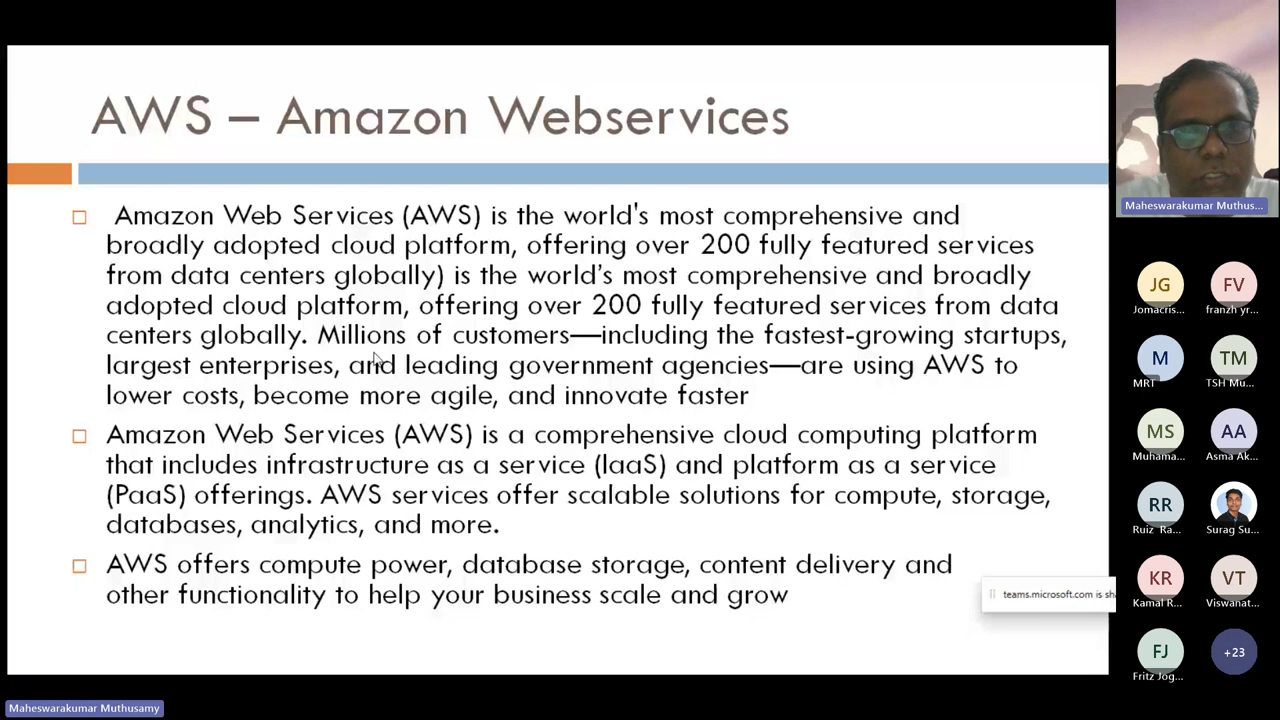 AWS – Amazon Webservices
Amazon Web Services (AWS) is the world's most comprehensive and
broadly adopted cloud platform, offering over 200 fully featured services
from data centers globally) is the world’s most comprehensive and broadly
adopted cloud platform, offering over 200 fully featured services from data
centers globally. Millions of customers—including the fastest-growing startups,
largest enterprises, and leading government agencies—are using AWS to
lower costs, become more agile, and innovate faster
Amazon Web Services (AWS) is a comprehensive cloud computing platform
that includes infrastructure as a service (IaaS) and platform as a service
(PaaS) offerings. AWS services offer scalable solutions for compute, storage,
databases, analytics, and more.
AWS offers compute power, database storage, content delivery and
other functionality to help your business scale and grow
teams.microsoft.com is sh
Maheswarakumar Muthus...
JG
FV
Jomacris...
franzh yr...
M
TM
MRT
TSH Mu...
MS
AA
Muhama...
Asma Ak...
RR
Ruiz Ra...
Surag Su...
KR
VT
Kamal R...
Viswanat...
FJ
+23
Fritz Jog...
Maheswarakumar Muthusamy